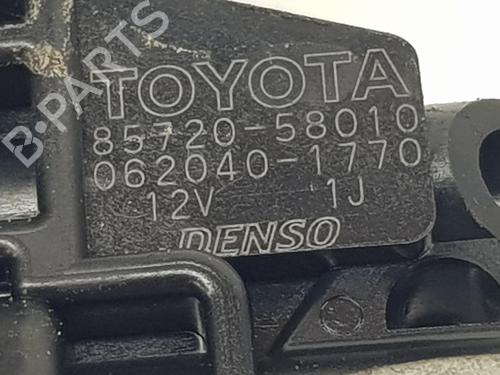 B-PARTS
TOYOTA
85720-58010
062040-1770
12V 1J
DENSO